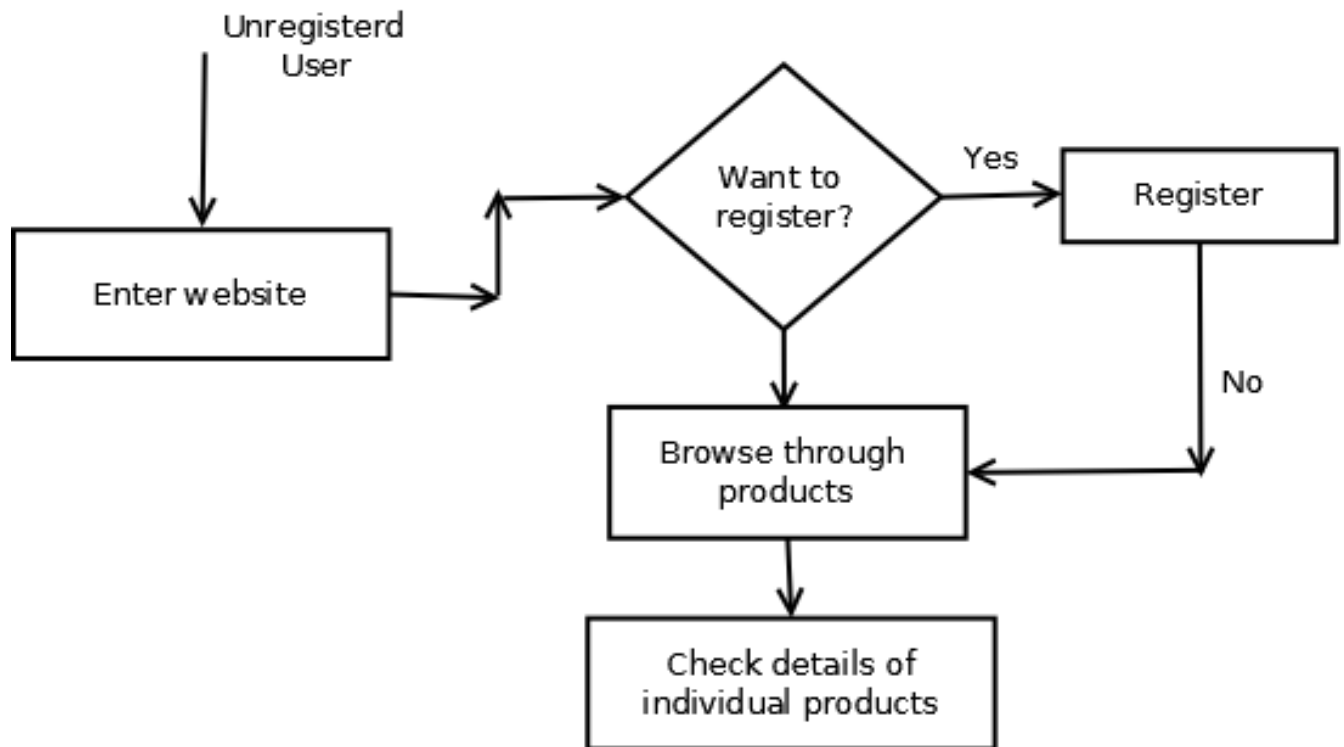 Unregisterd
User
Enter website
Want to
register?
Yes
Register
No
Browse through
products
Check details of
individual products